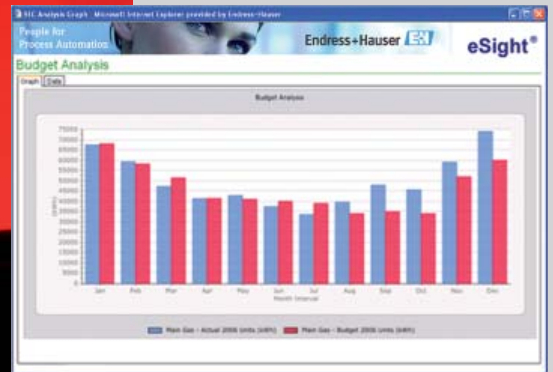 SEC Analysis Graph - Microsoft Internet Explorer provided by Endress+Hauser
People for
Process Automation
Endress+Hauser
eSight®
Budget Analysis
Graph Data
Budget Analysis
75000
70000
65000
60000
55000
50000
45000
40000
35000
30000
25000
20000
15000
10000
5000
0
(kWh)
Jan Feb Mar Apr May Jun Jul Aug Sep Oct Nov Dec
Month Interval
Main Gas - Actual 2006 Units (kWh) Main Gas - Budget 2006 Units (kWh)